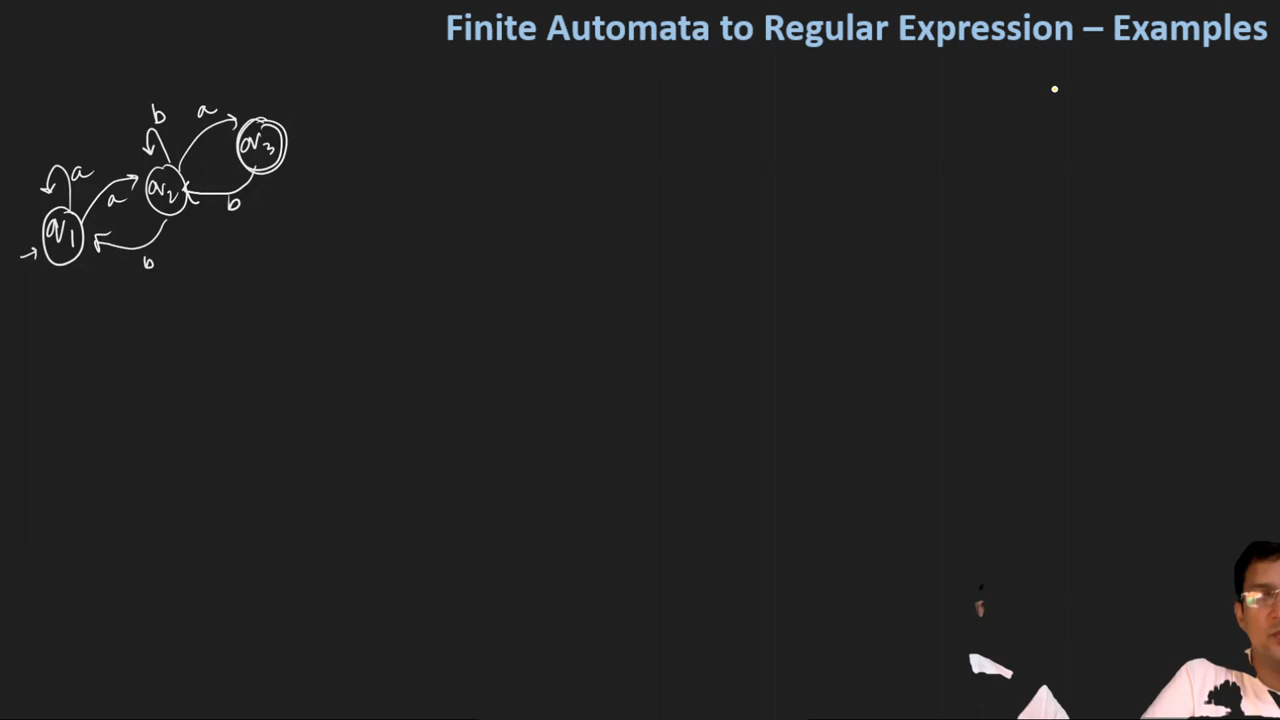 Finite Automata to Regular Expression – Examples
b
a
q3
a
q2
a
b
q1
b